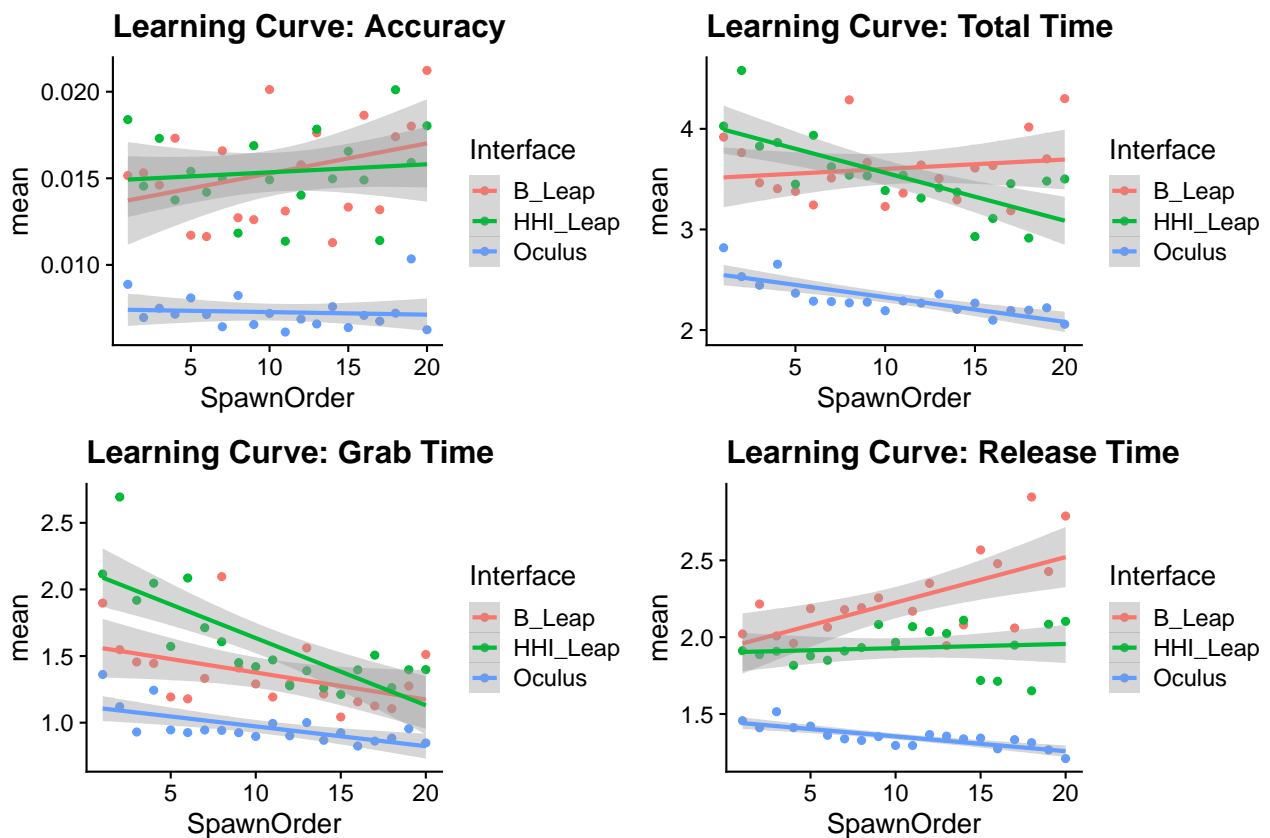 Learning Curve: Accuracy
mean
0.020
0.015
0.010
5 10 15 20
SpawnOrder
Interface
B_Leap
HHI_Leap
Oculus
Learning Curve: Total Time
mean
4
3
2
5 10 15 20
SpawnOrder
Interface
B_Leap
HHI_Leap
Oculus
Learning Curve: Grab Time
mean
2.5
2.0
1.5
1.0
5 10 15 20
SpawnOrder
Interface
B_Leap
HHI_Leap
Oculus
Learning Curve: Release Time
mean
2.5
2.0
1.5
5 10 15 20
SpawnOrder
Interface
B_Leap
HHI_Leap
Oculus